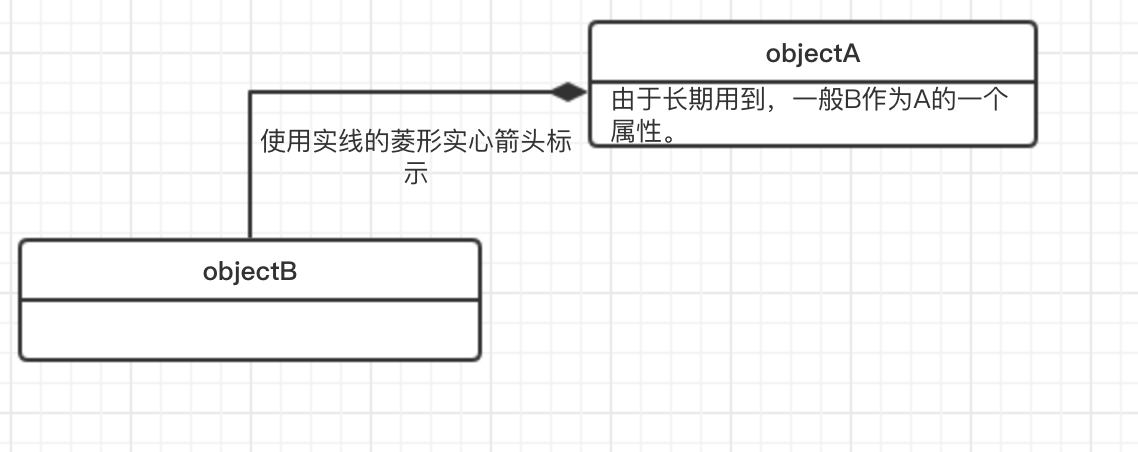 objectA
由于长期用到，一般B作为A的一个
属性。
使用实线的菱形实心箭头标
示
objectB